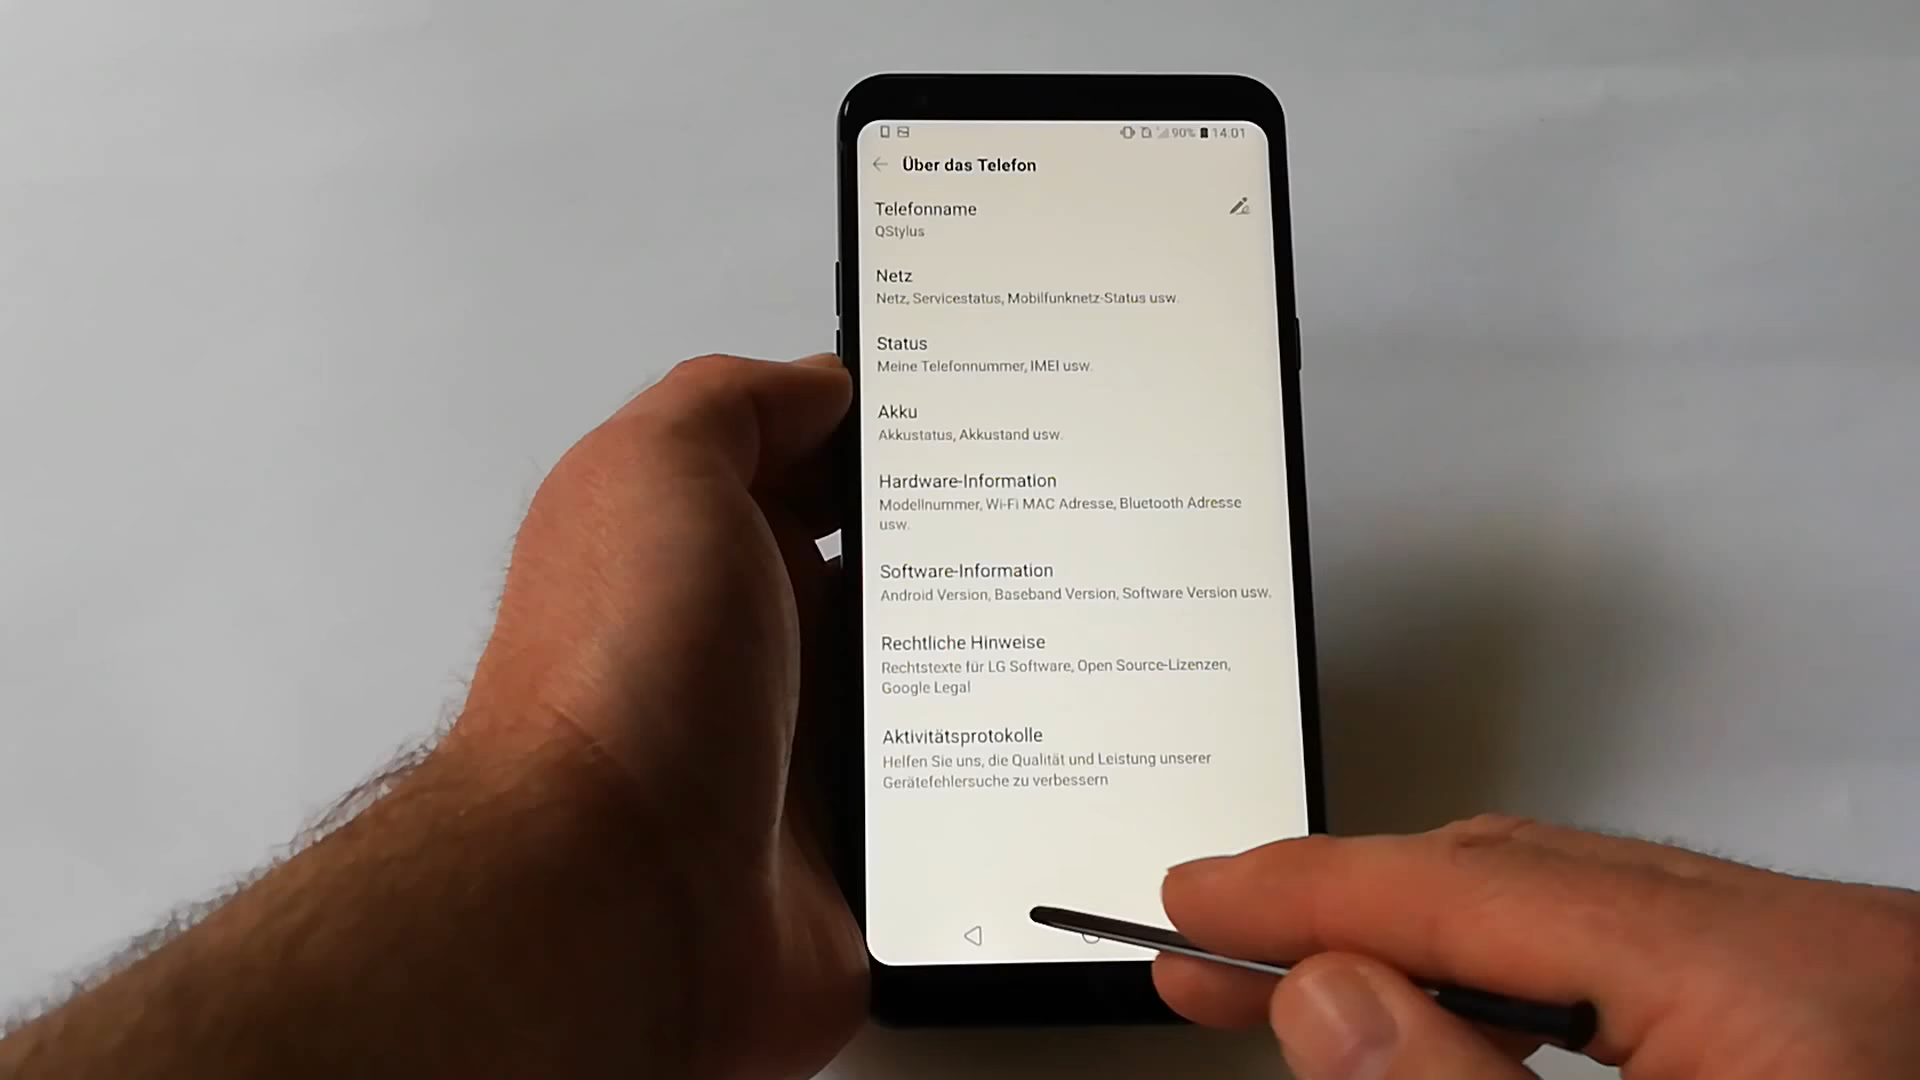 90% 14:01
Über das Telefon
Telefonname
QStylus
Netz
Netz, Servicestatus, Mobilfunknetz-Status usw.
Status
Meine Telefonnummer, IMEI usw.
Akku
Akkustatus, Akkustand usw.
Hardware-Information
Modellnummer, Wi-Fi MAC Adresse, Bluetooth Adresse
usw.
Software-Information
Android Version, Baseband Version, Software Version usw.
Rechtliche Hinweise
Rechtstexte für LG Software, Open Source-Lizenzen,
Google Legal
Aktivitätsprotokolle
Helfen Sie uns, die Qualität und Leistung unserer
Gerätefehlersuche zu verbessern